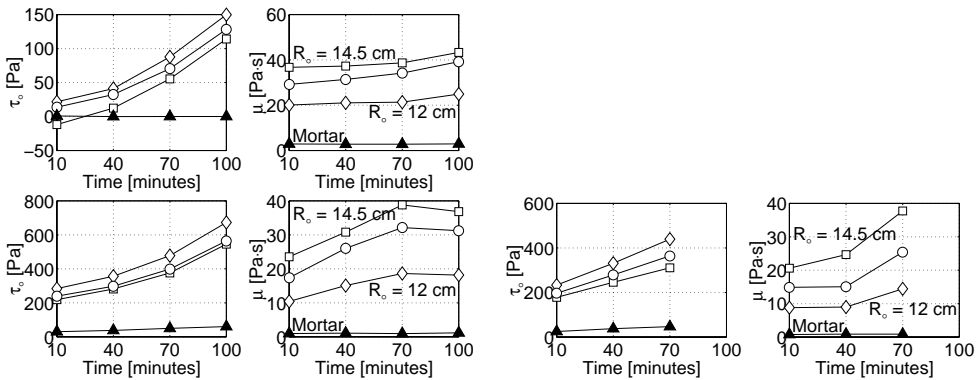 150
100
50
0
−50
τₒ [Pa]
10 40 70 100
Time [minutes]
60
40
20
0
μ [Pa·s]
Rₒ = 14.5 cm
Rₒ = 12 cm
Mortar
10 40 70 100
Time [minutes]
800
600
400
200
0
τₒ [Pa]
10 40 70 100
Time [minutes]
40
30
20
10
0
μ [Pa·s]
Rₒ = 14.5 cm
Rₒ = 12 cm
Mortar
10 40 70 100
Time [minutes]
600
400
200
0
τₒ [Pa]
10 40 70 100
Time [minutes]
40
30
20
10
0
μ [Pa·s]
Rₒ = 14.5 cm
Rₒ = 12 cm
Mortar
10 40 70 100
Time [minutes]